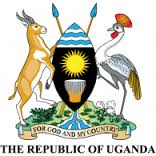 FOR GOD AND MY COUNTRY
THE REPUBLIC OF UGANDA